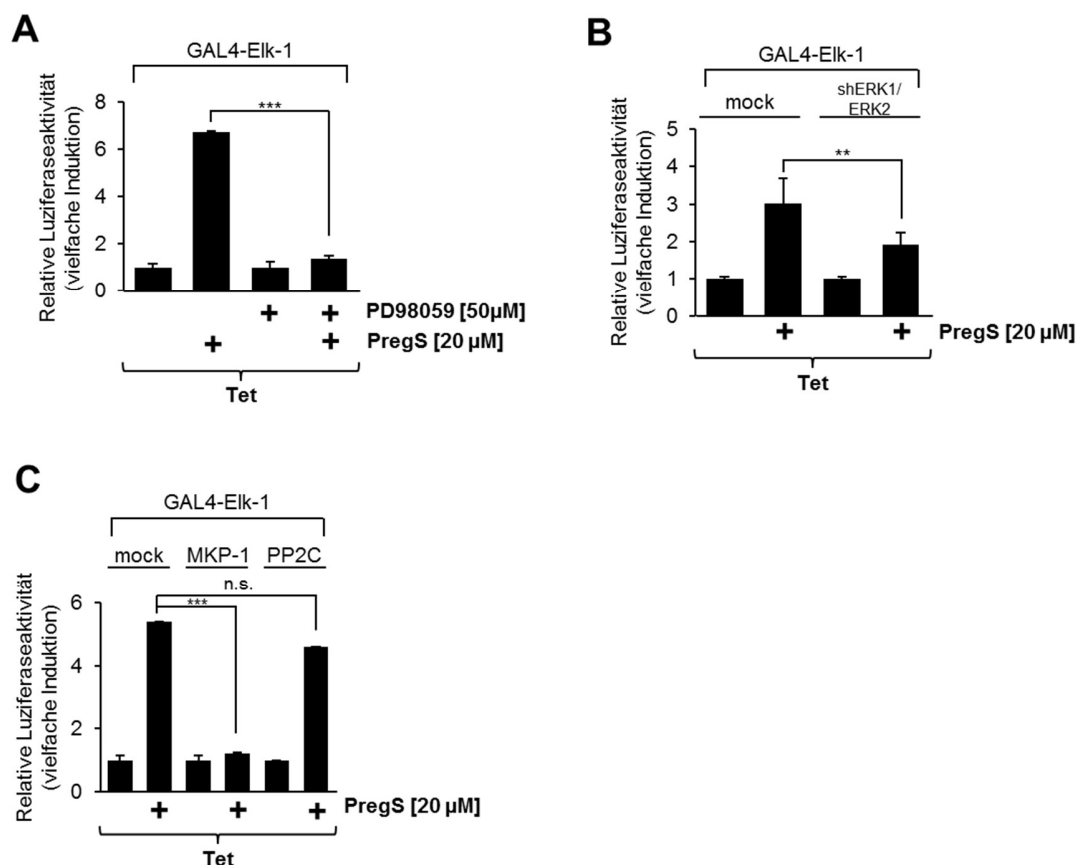 A
GAL4-Elk-1
Relative Luziferaseaktivität
(vielfache Induktion)
8
6
4
2
0
***
+ + PD98059 [50µM]
+ + PregS [20 µM]
Tet
B
GAL4-Elk-1
mock
shERK1/
ERK2
Relative Luziferaseaktivität
(vielfache Induktion)
5
4
3
2
1
0
**
+ + PregS [20 µM]
Tet
C
GAL4-Elk-1
mock MKP-1 PP2C
n.s.
***
Relative Luziferaseaktivität
(vielfache Induktion)
6
4
2
0
+ + + PregS [20 µM]
Tet